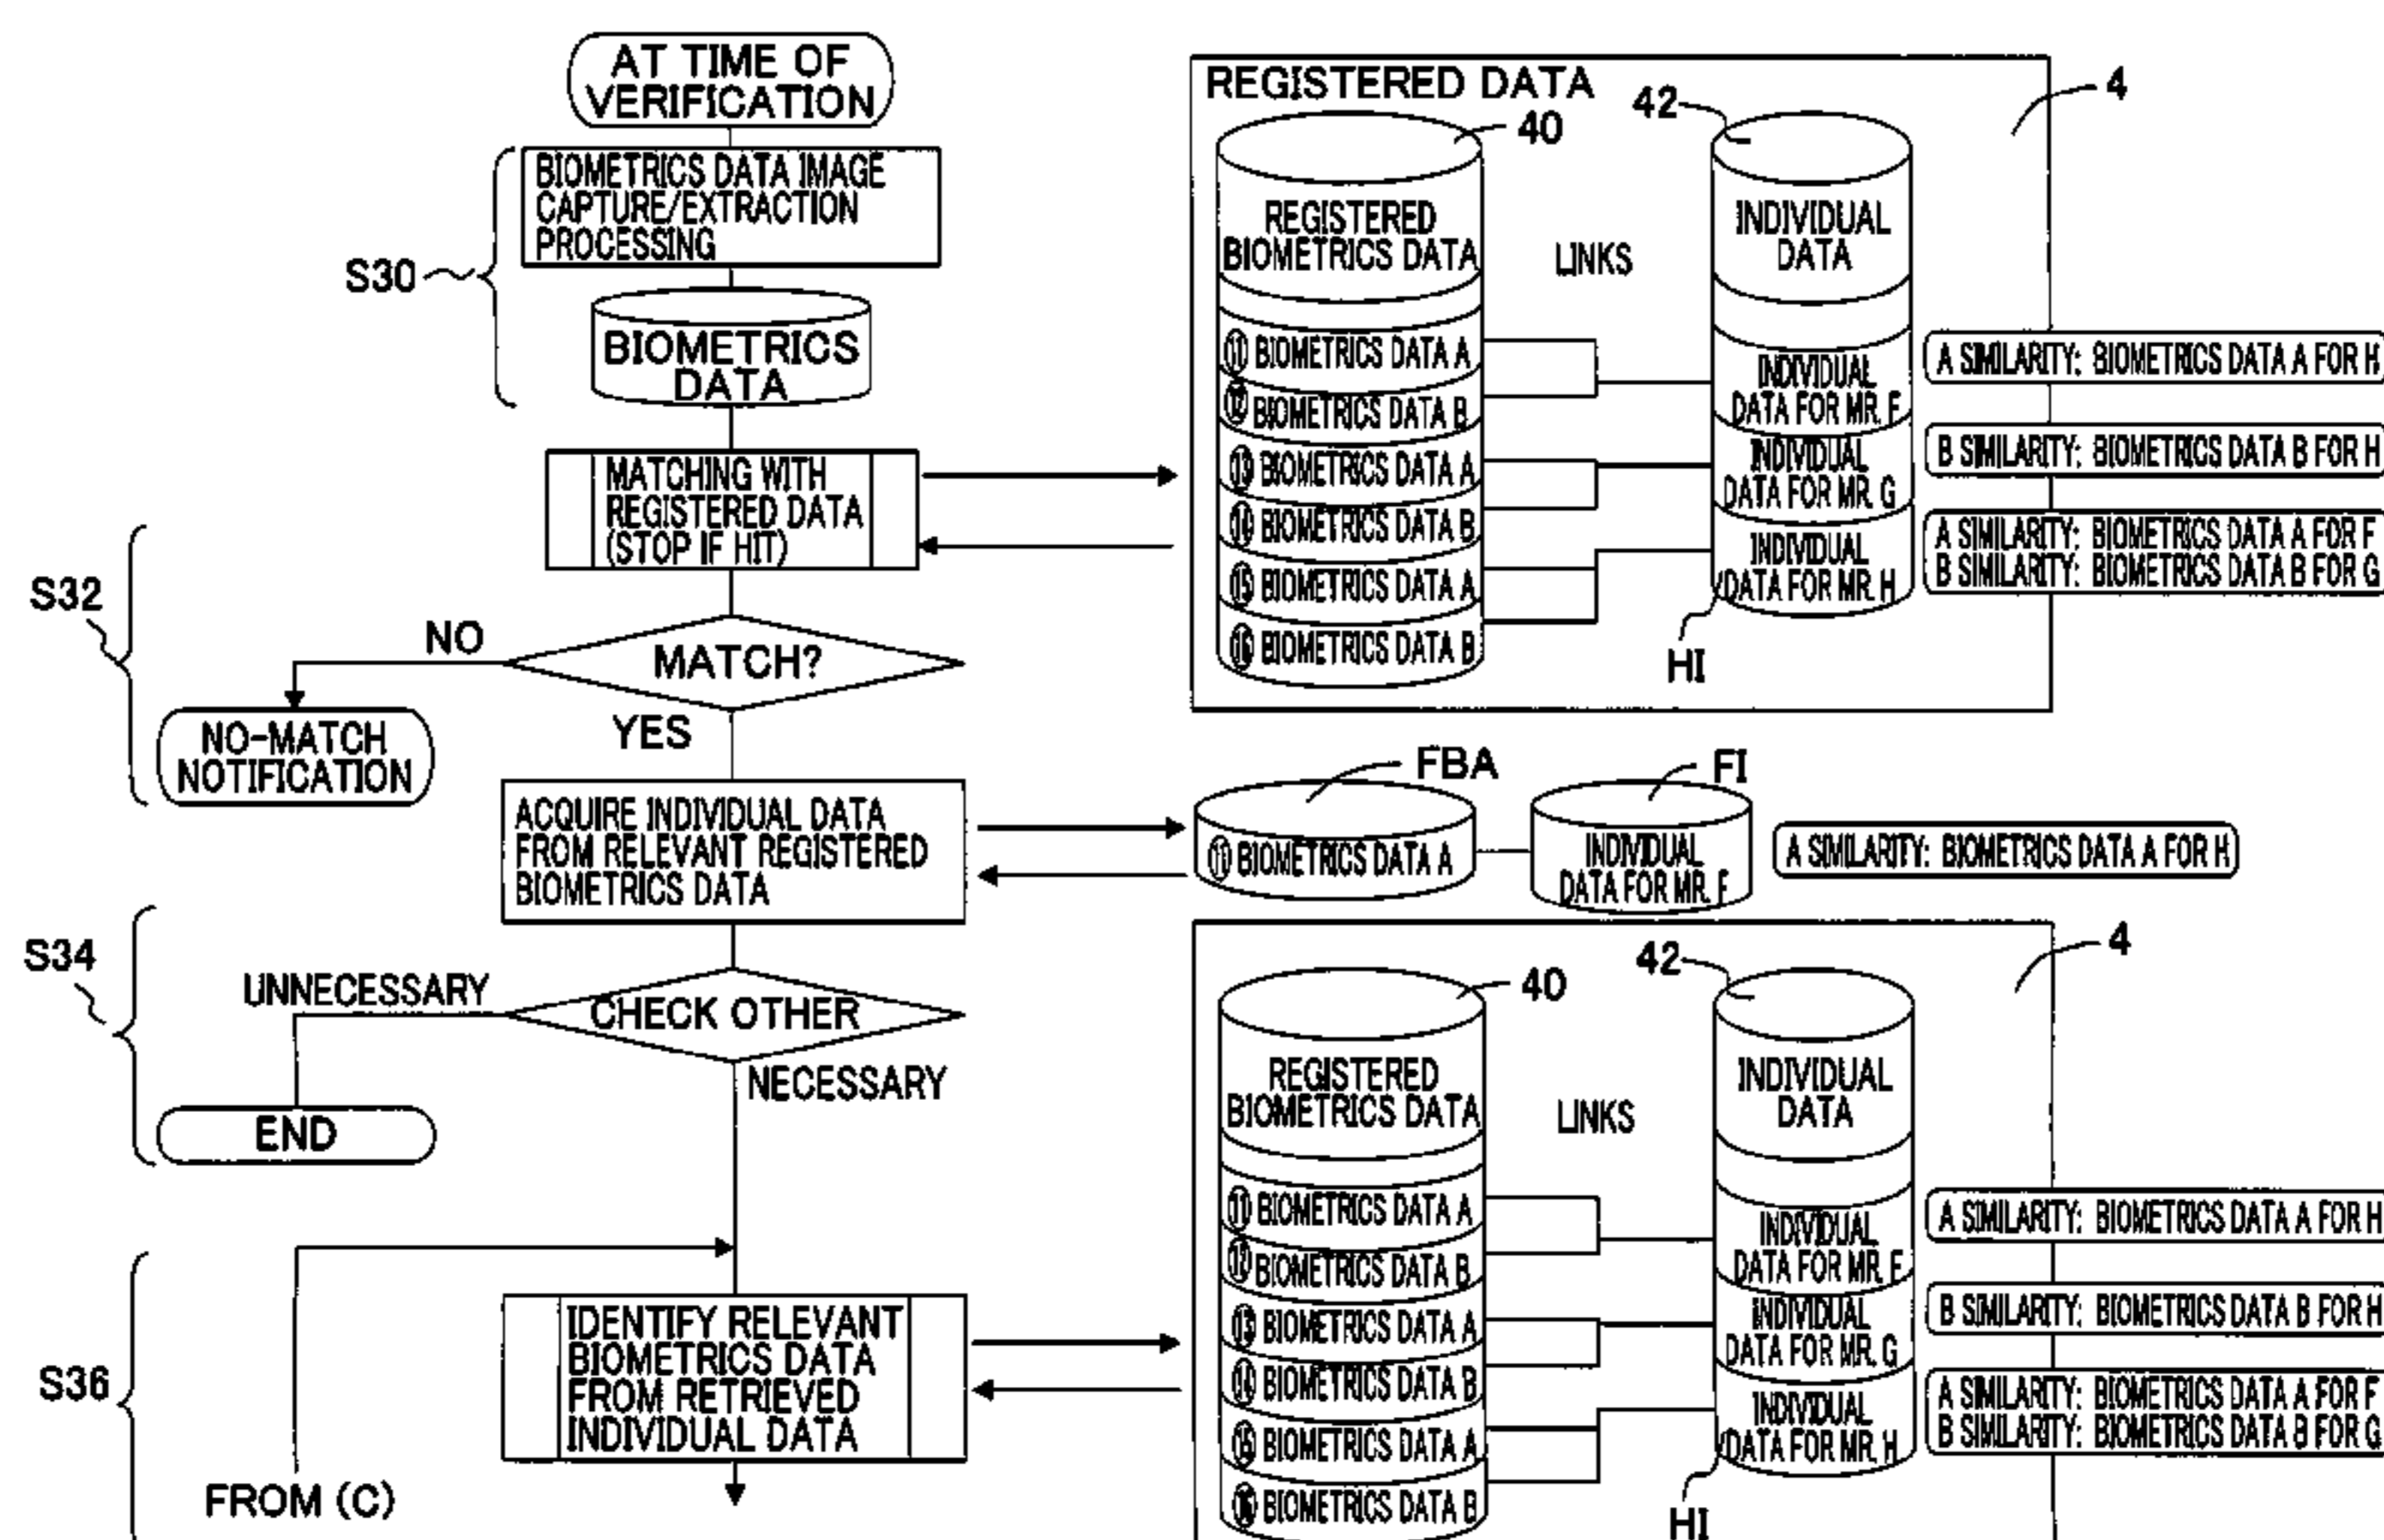 AT TIME OF
VERIFICATION
S30
BIOMETRICS DATA IMAGE
CAPTURE/EXTRACTION
PROCESSING
BIOMETRICS
DATA
S32
MATCHING WITH
REGISTERED DATA
(STOP IF HIT)
MATCH?
NO
YES
NO-MATCH
NOTIFICATION
ACQUIRE INDIVIDUAL DATA
FROM RELEVANT REGISTERED
BIOMETRICS DATA
S34
CHECK OTHER
UNNECESSARY
NECESSARY
END
S36
IDENTIFY RELEVANT
BIOMETRICS DATA
FROM RETRIEVED
INDIVIDUAL DATA
FROM (C)
REGISTERED DATA
4
40
42
REGISTERED
BIOMETRICS DATA
LINKS
INDIVIDUAL
DATA
⑪ BIOMETRICS DATA A
⑫ BIOMETRICS DATA B
⑬ BIOMETRICS DATA A
⑭ BIOMETRICS DATA B
⑮ BIOMETRICS DATA A
⑯ BIOMETRICS DATA B
INDIVIDUAL
DATA FOR MR. F
INDIVIDUAL
DATA FOR MR. G
INDIVIDUAL
DATA FOR MR. H
HI
A SIMILARITY: BIOMETRICS DATA A FOR H
B SIMILARITY: BIOMETRICS DATA B FOR H
A SIMILARITY: BIOMETRICS DATA A FOR F
B SIMILARITY: BIOMETRICS DATA B FOR G
FBA
⑪ BIOMETRICS DATA A
FI
INDIVIDUAL
DATA FOR MR. F
A SIMILARITY: BIOMETRICS DATA A FOR H
4
40
42
REGISTERED
BIOMETRICS DATA
LINKS
INDIVIDUAL
DATA
⑪ BIOMETRICS DATA A
⑫ BIOMETRICS DATA B
⑬ BIOMETRICS DATA A
⑭ BIOMETRICS DATA B
⑮ BIOMETRICS DATA A
⑯ BIOMETRICS DATA B
INDIVIDUAL
DATA FOR MR. F
INDIVIDUAL
DATA FOR MR. G
INDIVIDUAL
DATA FOR MR. H
HI
A SIMILARITY: BIOMETRICS DATA A FOR H
B SIMILARITY: BIOMETRICS DATA B FOR H
A SIMILARITY: BIOMETRICS DATA A FOR F
B SIMILARITY: BIOMETRICS DATA B FOR G